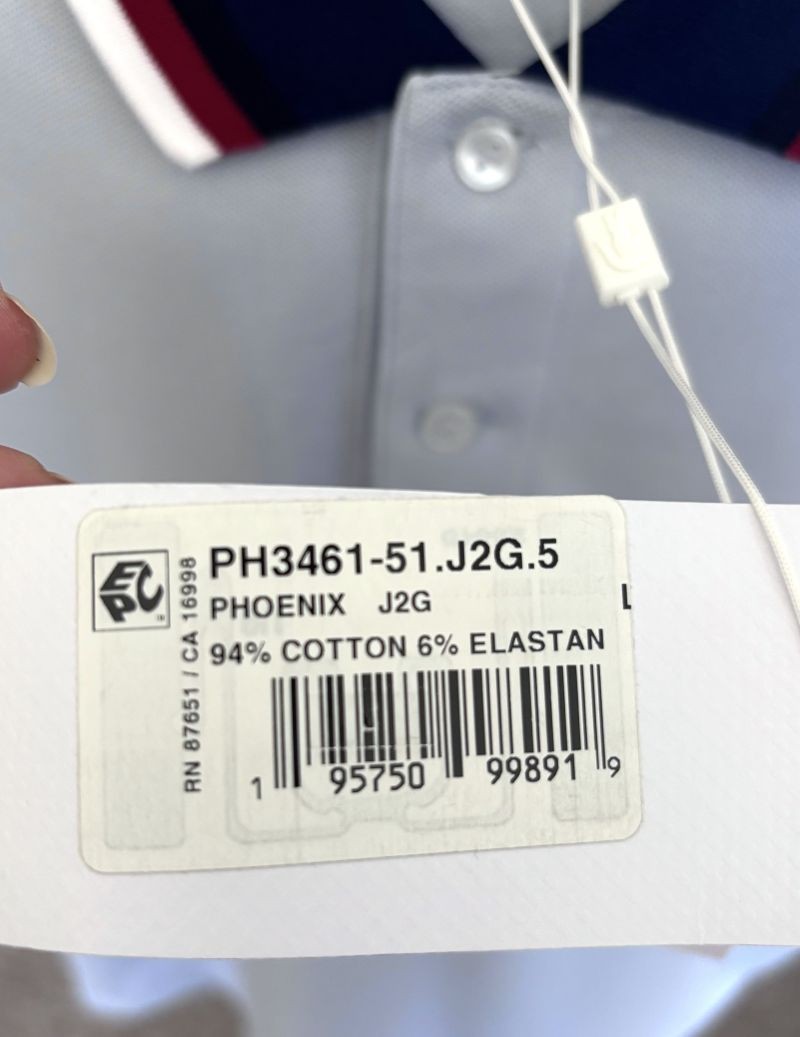 PH3461-51.J2G.5
PHOENIX J2G
L
94% COTTON 6% ELASTAN
1 95750 99891 9
RN 87651 / CA 16998
EPC
TM